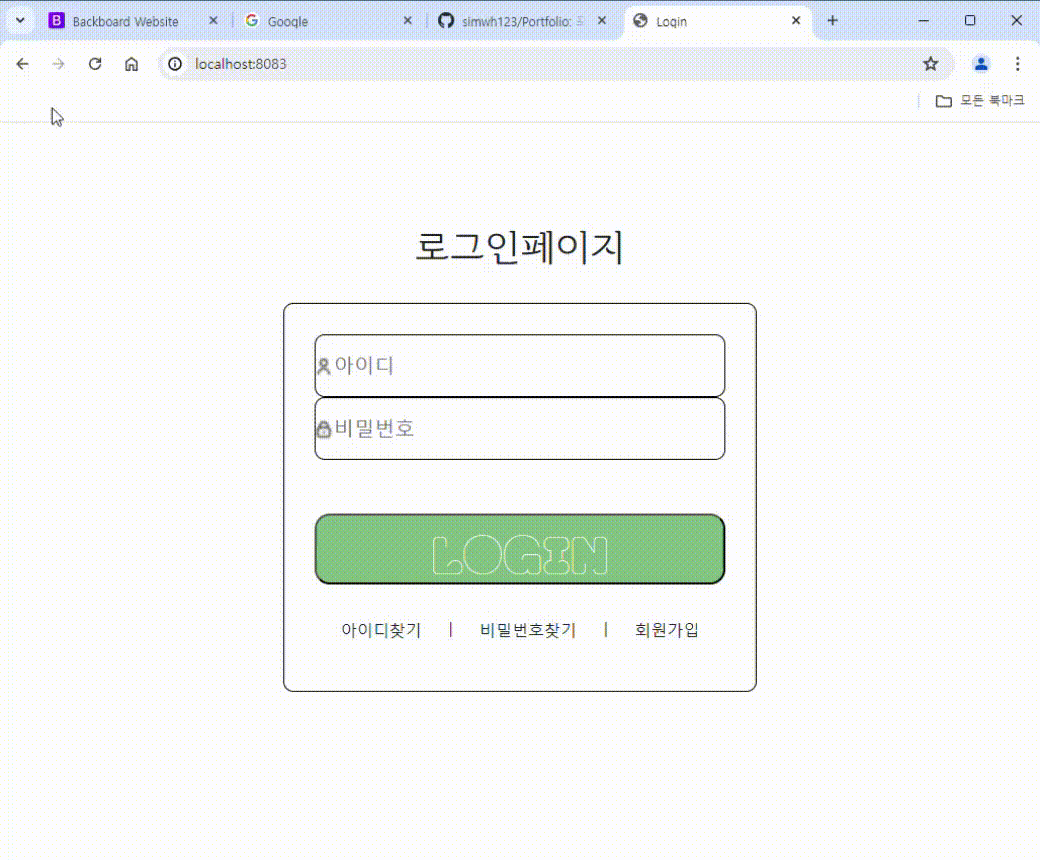 Backboard Website
Google
simwh123/Portfolio:
Login
localhost:8083
모든 북마크
로그인페이지
아이디
비밀번호
LOGIN
아이디찾기 | 비밀번호찾기 | 회원가입